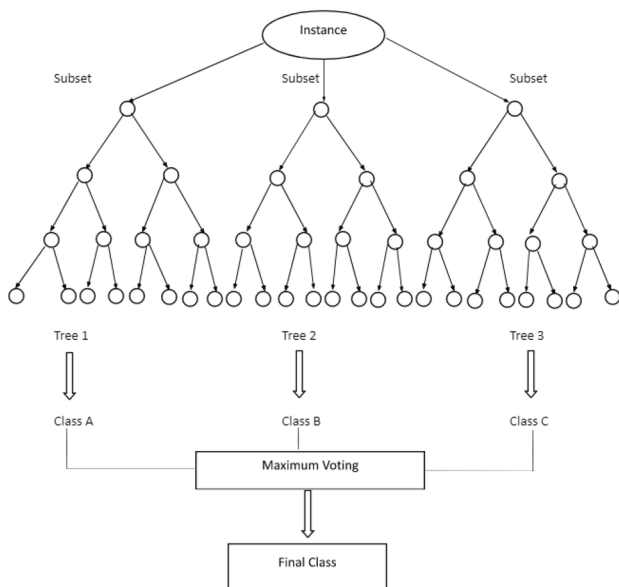 Instance
Subset
Subset
Subset
Tree 1
Tree 2
Tree 3
Class A
Class B
Class C
Maximum Voting
Final Class